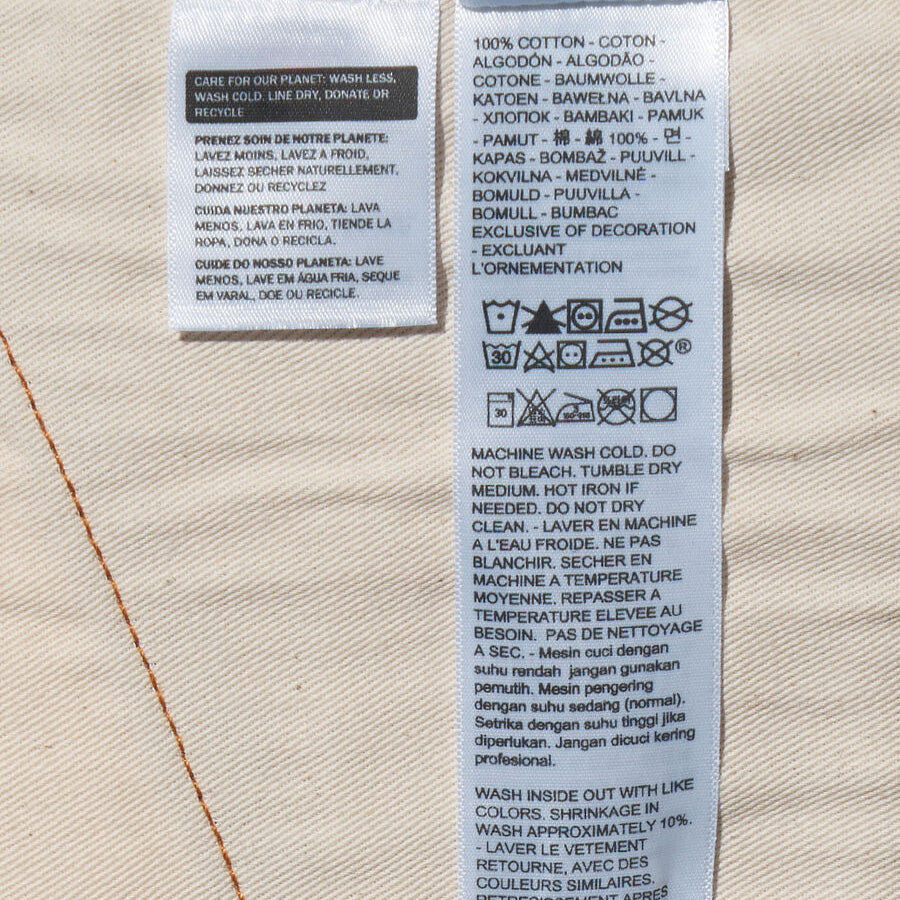 CARE FOR OUR PLANET: WASH LESS,
WASH COLD, LINE DRY, DONATE OR
RECYCLE
PRENEZ SOIN DE NOTRE PLANETE:
LAVEZ MOINS, LAVEZ A FROID,
LAISSEZ SECHER NATURELLEMENT,
DONNEZ OU RECYCLEZ
CUIDA NUESTRO PLANETA: LAVA
MENOS, LAVA EN FRIO, TIENDE LA
ROPA, DONA O RECICLA.
CUIDE DO NOSSO PLANETA: LAVE
MENOS, LAVE EM ÁGUA FRIA, SEQUE
EM VARAL, DOE OU RECICLE.
100% COTTON - COTON -
ALGODÓN - ALGODÃO -
COTONE - BAUMWOLLE -
KATOEN - BAWEŁNA - BAVLNA
- ХЛОПОК - BAMBAKI - PAMUK
- PAMUT - 棉 - 綿 100% - 면 -
KAPAS - BOMBAŽ - PUUVILL -
KOKVILNA - MEDVILNĖ -
BOMULD - PUUVILLA -
BOMULL - BUMBAC
EXCLUSIVE OF DECORATION
- EXCLUANT
L'ORNEMENTATION
30 ®
30
MACHINE WASH COLD. DO
NOT BLEACH. TUMBLE DRY
MEDIUM. HOT IRON IF
NEEDED. DO NOT DRY
CLEAN. - LAVER EN MACHINE
A L'EAU FROIDE. NE PAS
BLANCHIR. SECHER EN
MACHINE A TEMPERATURE
MOYENNE. REPASSER A
TEMPERATURE ELEVEE AU
BESOIN. PAS DE NETTOYAGE
A SEC. - Mesin cuci dengan
suhu rendah jangan gunakan
pemutih. Mesin pengering
dengan suhu sedang (normal).
Setrika dengan suhu tinggi jika
diperlukan. Jangan dicuci kering
profesional.
WASH INSIDE OUT WITH LIKE
COLORS. SHRINKAGE IN
WASH APPROXIMATELY 10%.
- LAVER LE VETEMENT
RETOURNE, AVEC DES
COULEURS SIMILAIRES.
RETRECISSEMENT APRES